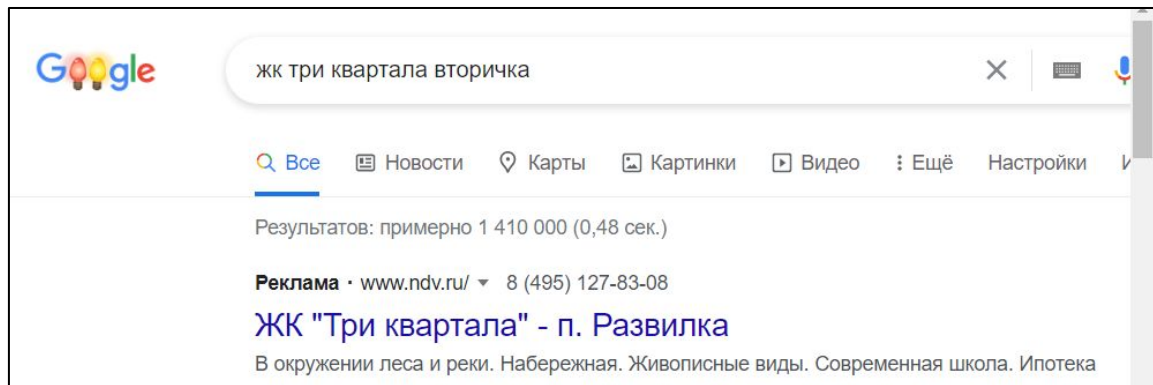 Google
жк три квартала вторичка
Все Новости Карты Картинки Видео Ещё Настройки
Результатов: примерно 1 410 000 (0,48 сек.)
Реклама · www.ndv.ru/ 8 (495) 127-83-08
ЖК "Три квартала" - п. Развилка
В окружении леса и реки. Набережная. Живописные виды. Современная школа. Ипотека